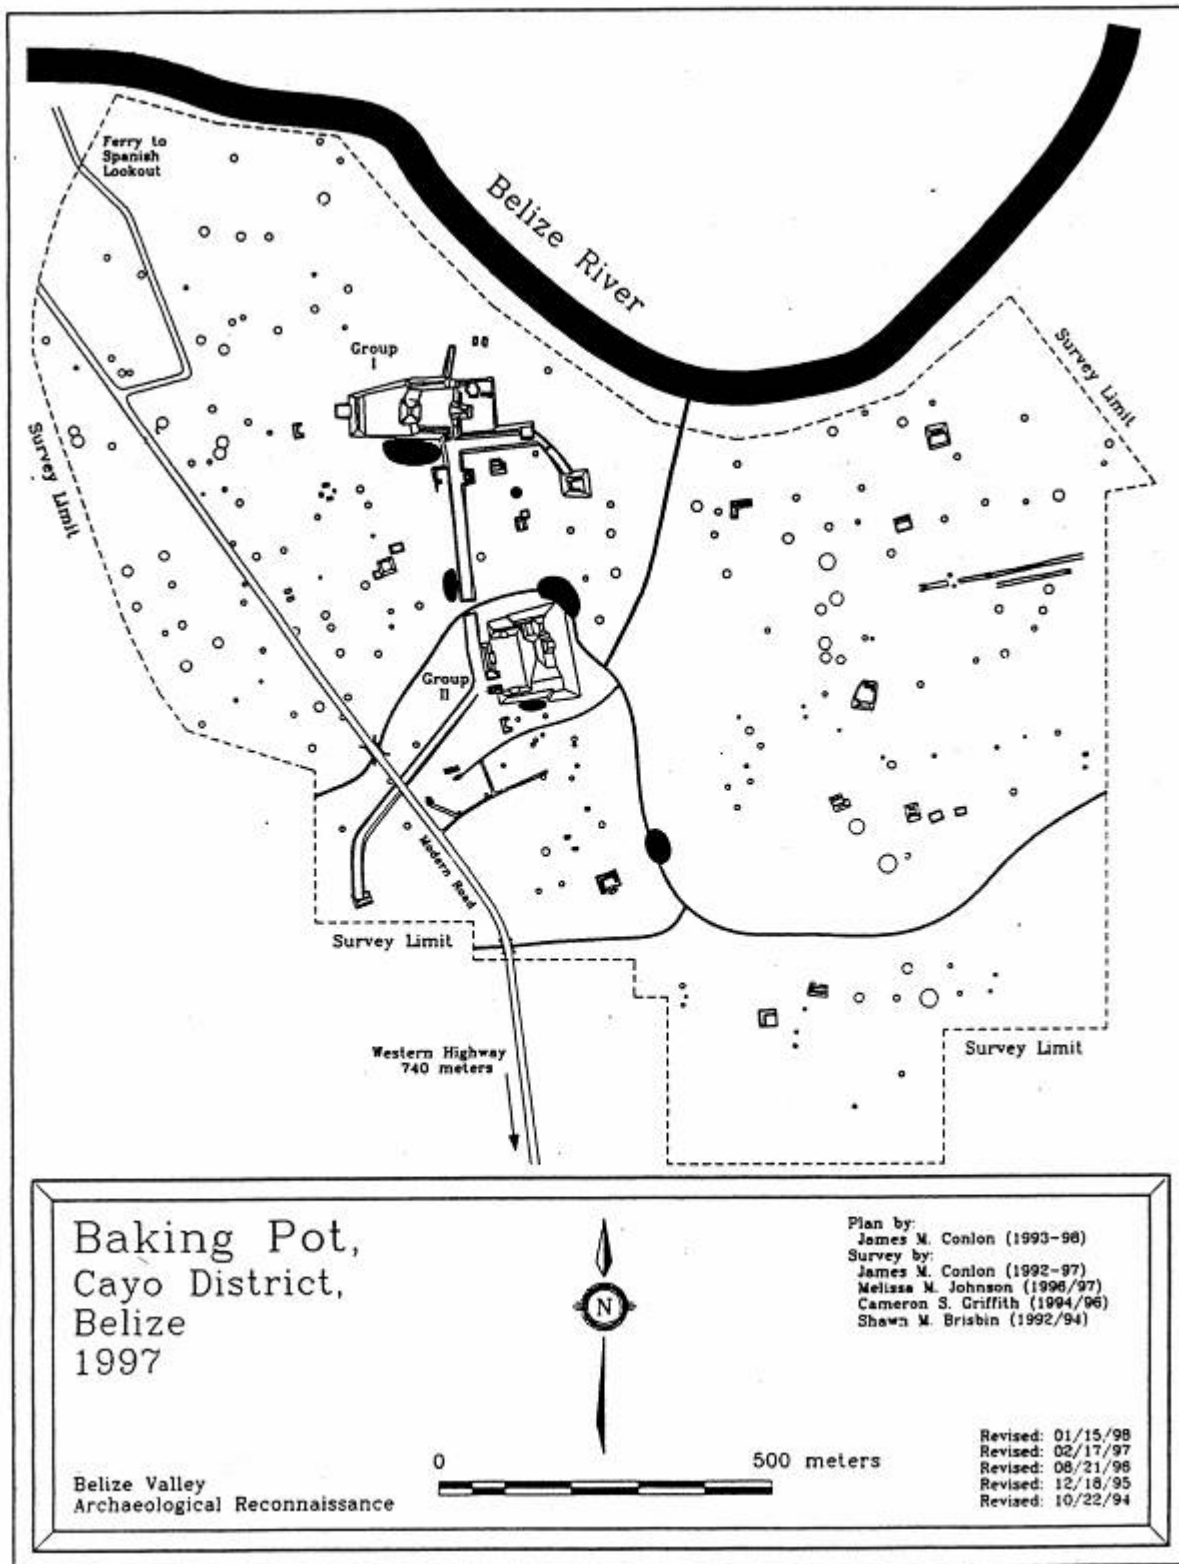 Ferry to
Spanish
Lookout
Belize River
Group
I
Survey Limit
Survey Limit
Group
II
Modern Road
Survey Limit
Western Highway
740 meters
Survey Limit
Baking Pot,
Cayo District,
Belize
1997
Belize Valley
Archaeological Reconnaissance
N
0 500 meters
Plan by:
James M. Conlon (1993-98)
Survey by:
James M. Conlon (1992-97)
Melissa M. Johnson (1996/97)
Cameron S. Griffith (1994/96)
Shawn M. Brisbin (1992/94)
Revised: 01/15/98
Revised: 02/17/97
Revised: 08/21/96
Revised: 12/18/95
Revised: 10/22/94